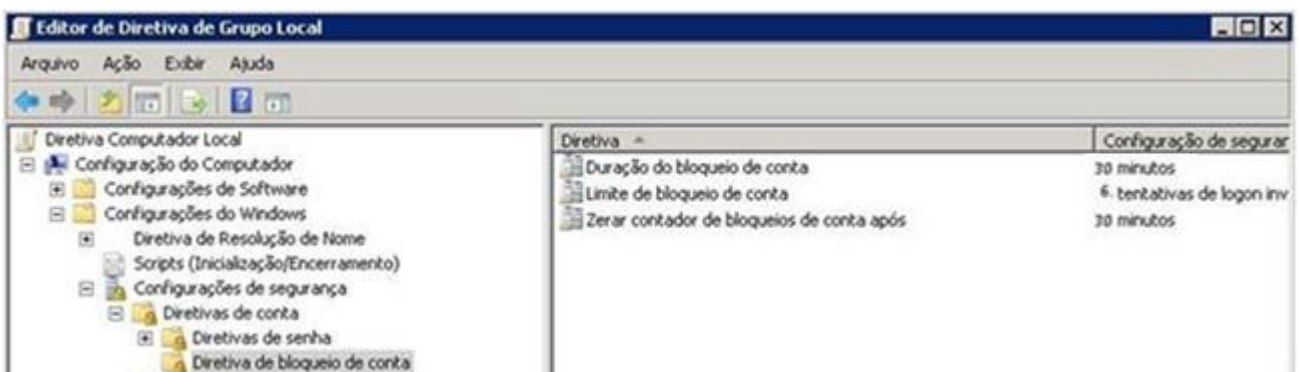 Editor de Diretiva de Grupo Local
Arquivo Ação Exibir Ajuda
Diretiva Computador Local
Configuração do Computador
Configurações de Software
Configurações do Windows
Diretiva de Resolução de Nome
Scripts (Inicialização/Encerramento)
Configurações de segurança
Diretivas de conta
Diretivas de senha
Diretiva de bloqueio de conta
Diretiva Configuração de seguran
Duração do bloqueio de conta 30 minutos
Limite de bloqueio de conta 6. tentativas de logon inv
Zerar contador de bloqueios de conta após 30 minutos